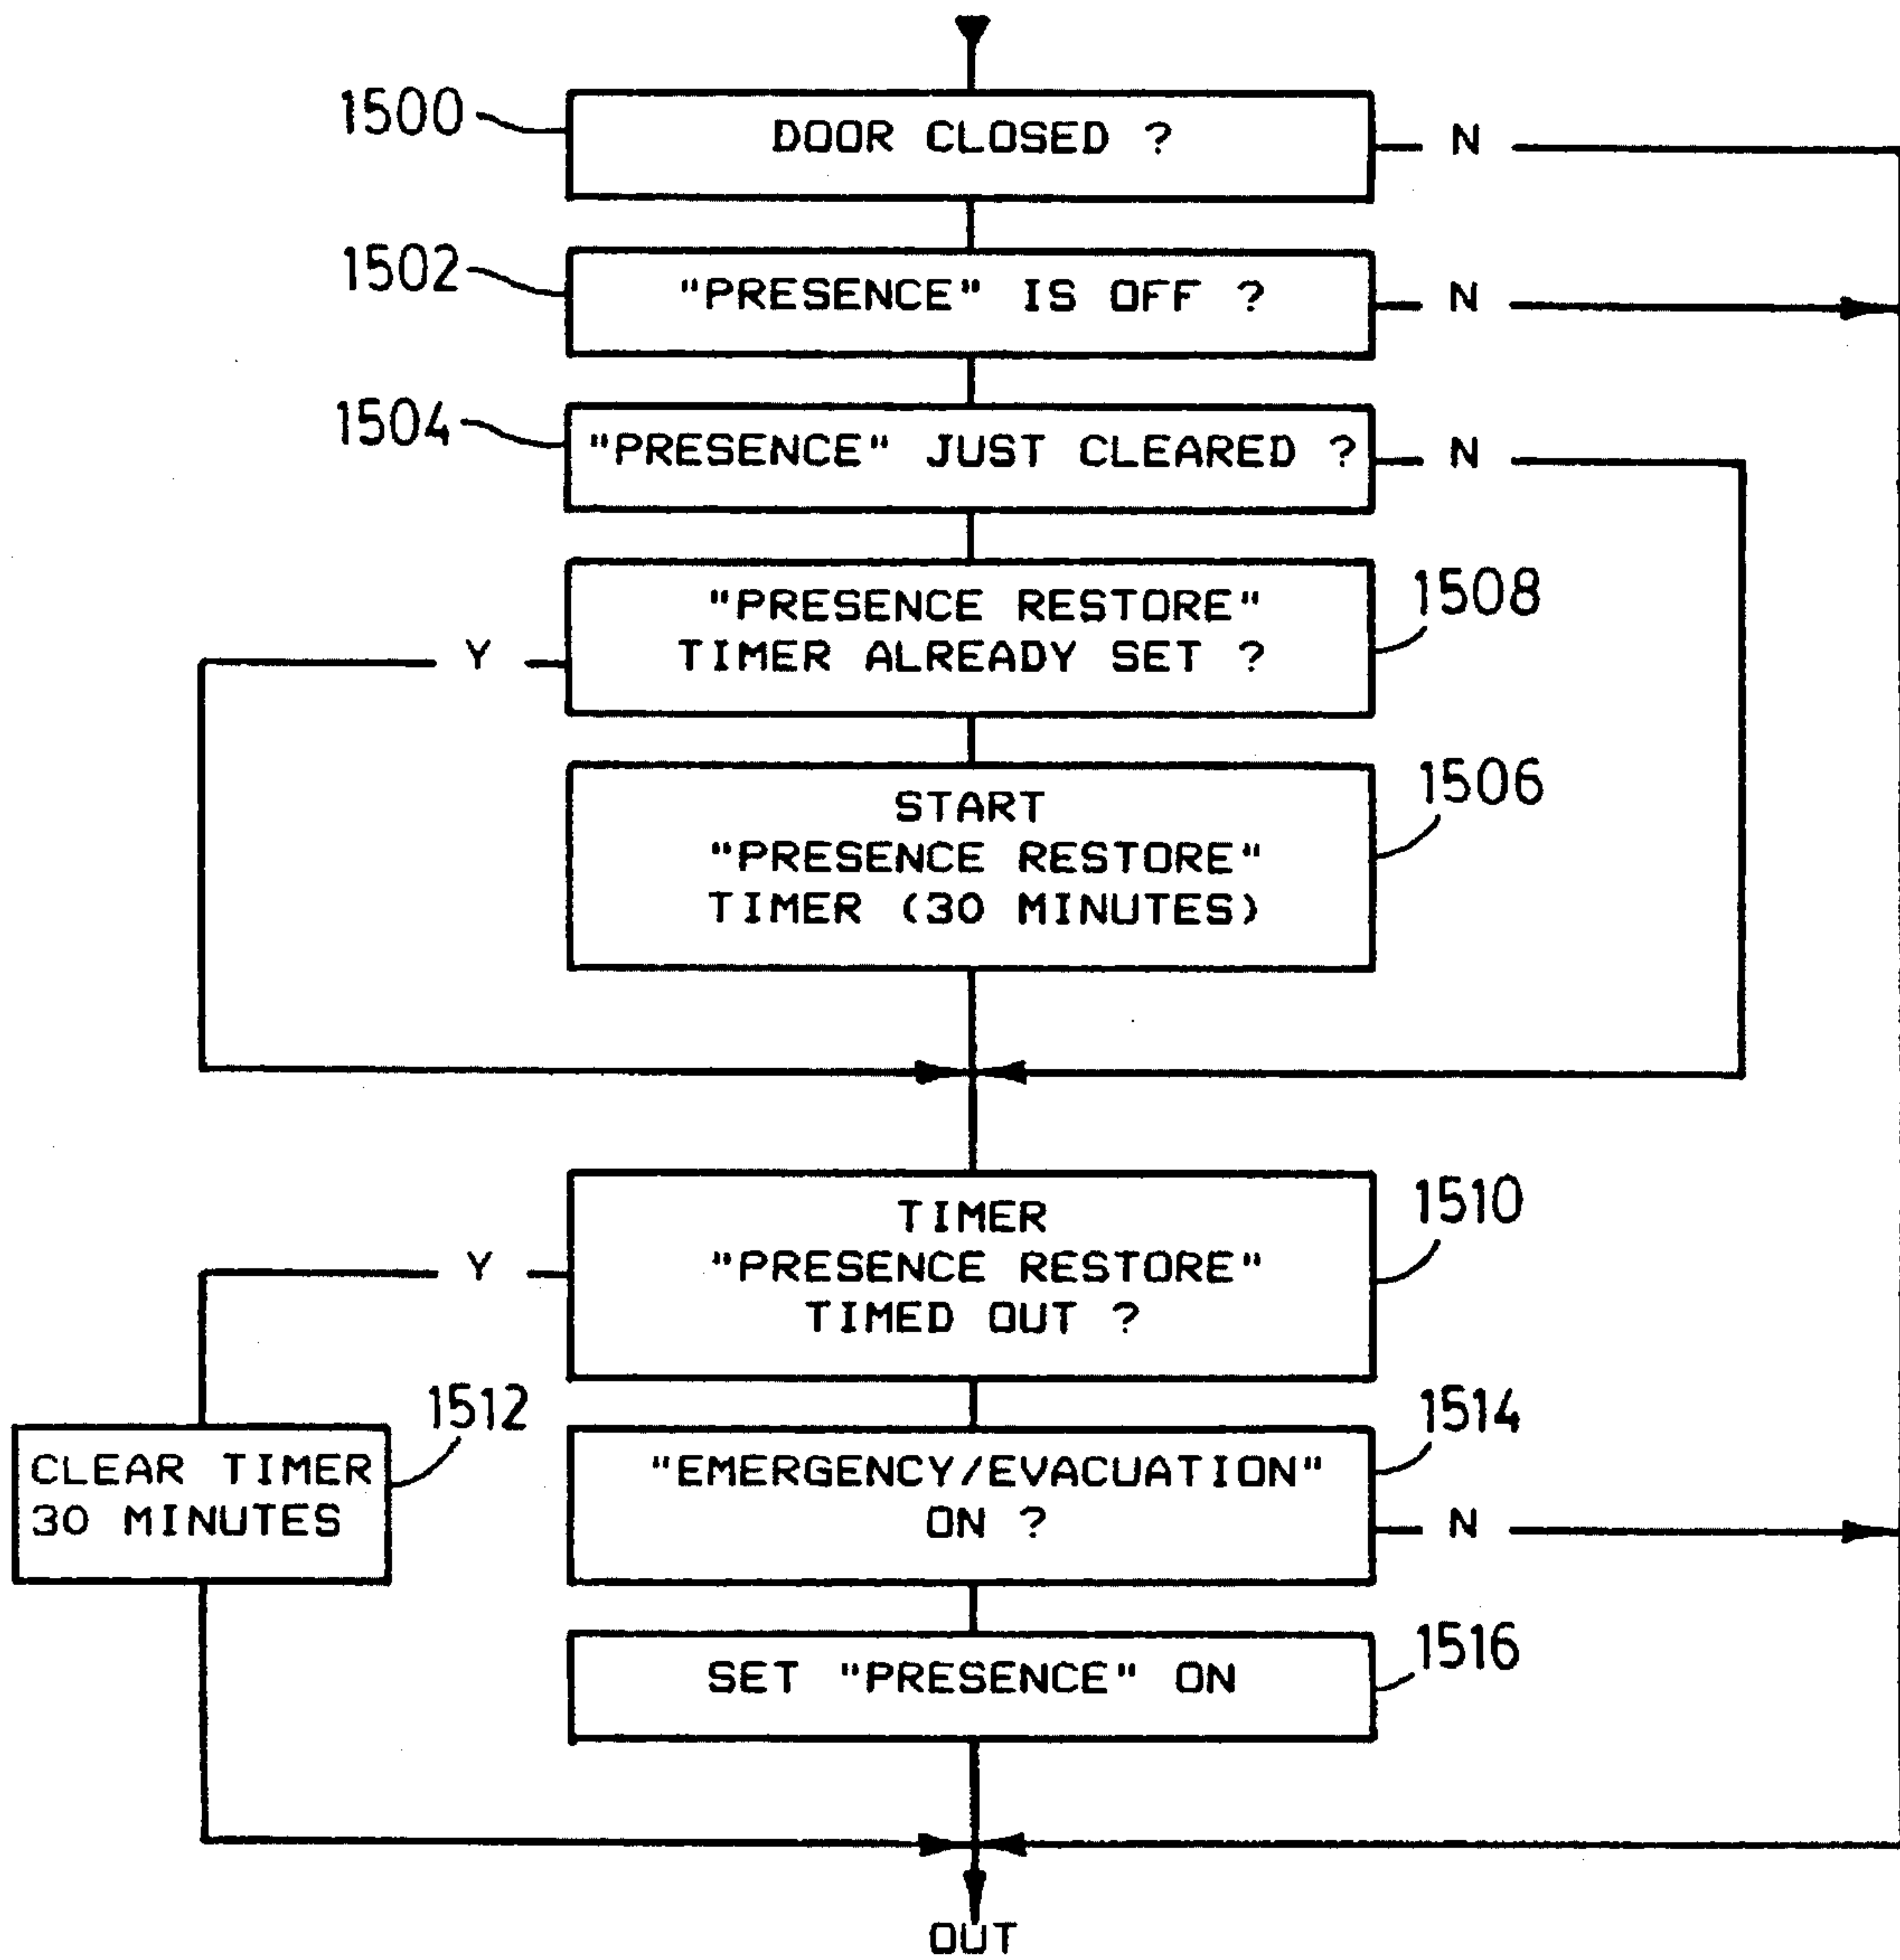 1500
DOOR CLOSED ?
N
1502
"PRESENCE" IS OFF ?
N
1504
"PRESENCE" JUST CLEARED ?
N
"PRESENCE RESTORE"
TIMER ALREADY SET ?
1508
Y
START
"PRESENCE RESTORE"
TIMER (30 MINUTES)
1506
TIMER
"PRESENCE RESTORE"
TIMED OUT ?
1510
Y
CLEAR TIMER
30 MINUTES
1512
"EMERGENCY/EVACUATION"
ON ?
1514
N
SET "PRESENCE" ON
1516
OUT